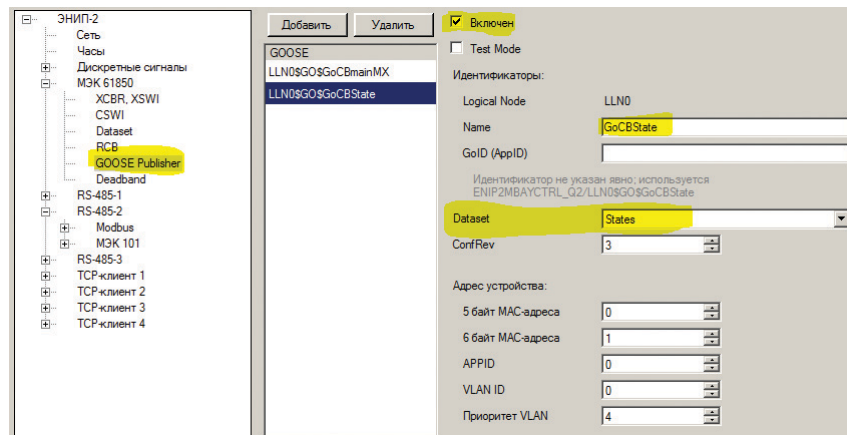 ЭНИП-2
Сеть
Часы
Дискретные сигналы
МЭК 61850
XCBR, XSWI
CSWI
Dataset
RCB
GOOSE Publisher
Deadband
RS-485-1
RS-485-2
Modbus
МЭК 101
RS-485-3
TCP-клиент 1
TCP-клиент 2
TCP-клиент 3
TCP-клиент 4
Добавить Удалить
GOOSE
LLN0$GO$GoCBmainMX
LLN0$GO$GoCBState
Включен
Test Mode
Идентификаторы:
Logical Node LLN0
Name GoCBState
GoID (AppID)
Идентификатор не указан явно; используется
ENIP2MBAYCTRL_Q2/LLN0$GO$GoCBState
Dataset States
ConfRev 3
Адрес устройства:
5 байт MAC-адреса 0
6 байт MAC-адреса 1
APPID 0
VLAN ID 0
Приоритет VLAN 4